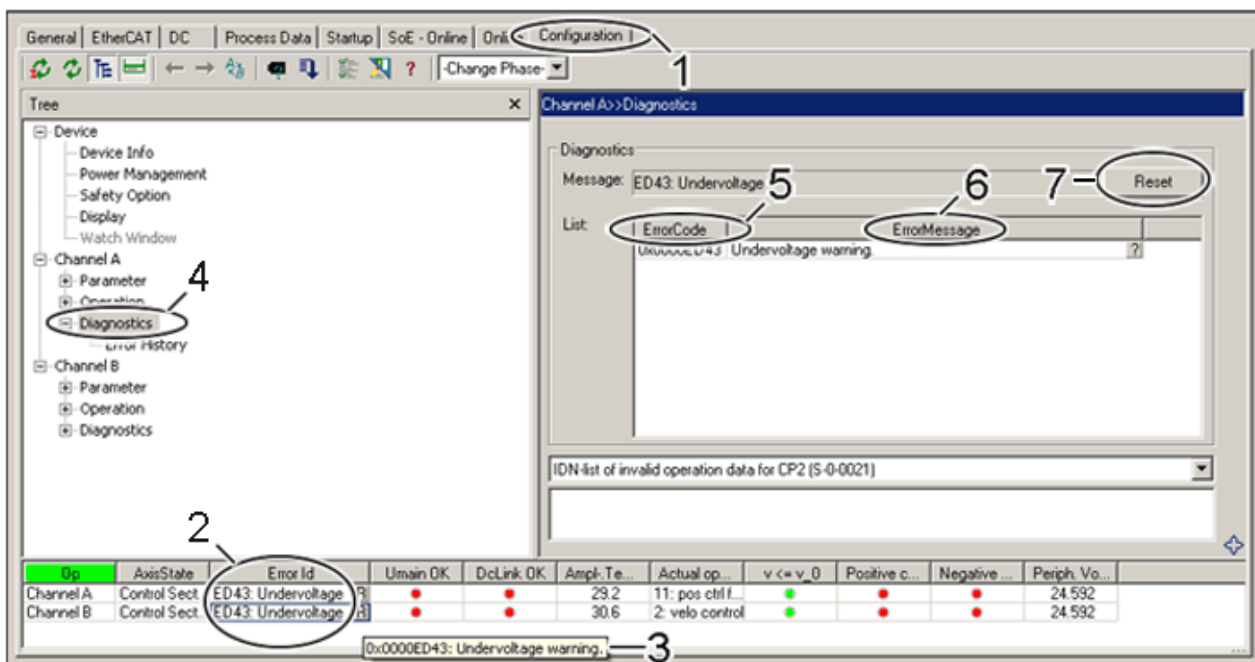 General EtherCAT DC Process Data Startup SoE - Online Configuration
1
? -Change Phase-
Tree x
Device
Device Info
Power Management
Safety Option
Display
Watch Window
Channel A
Parameter
Operation
4
Diagnostics
Error History
Channel B
Parameter
Operation
Diagnostics
Channel A>>Diagnostics
Diagnostics
Message: ED43: Undervoltage 7 Reset
5 6
List: ErrorCode ErrorMessage
0x0000ED43 Undervoltage warning. ?
IDN-list of invalid operation data for CP2 (S-0-0021)
2
Op AxisState Error Id Umain OK DcLink OK Ampl-.Te... Actual op... v <= v_0 Positive c... Negative ... Periph. Vo...
Channel A Control Sect. ED43: Undervoltage R 29.2 11: pos ctrl f... 24.592
Channel B Control Sect. ED43: Undervoltage R 30.6 2: velo control 24.592
0x0000ED43: Undervoltage warning. 3